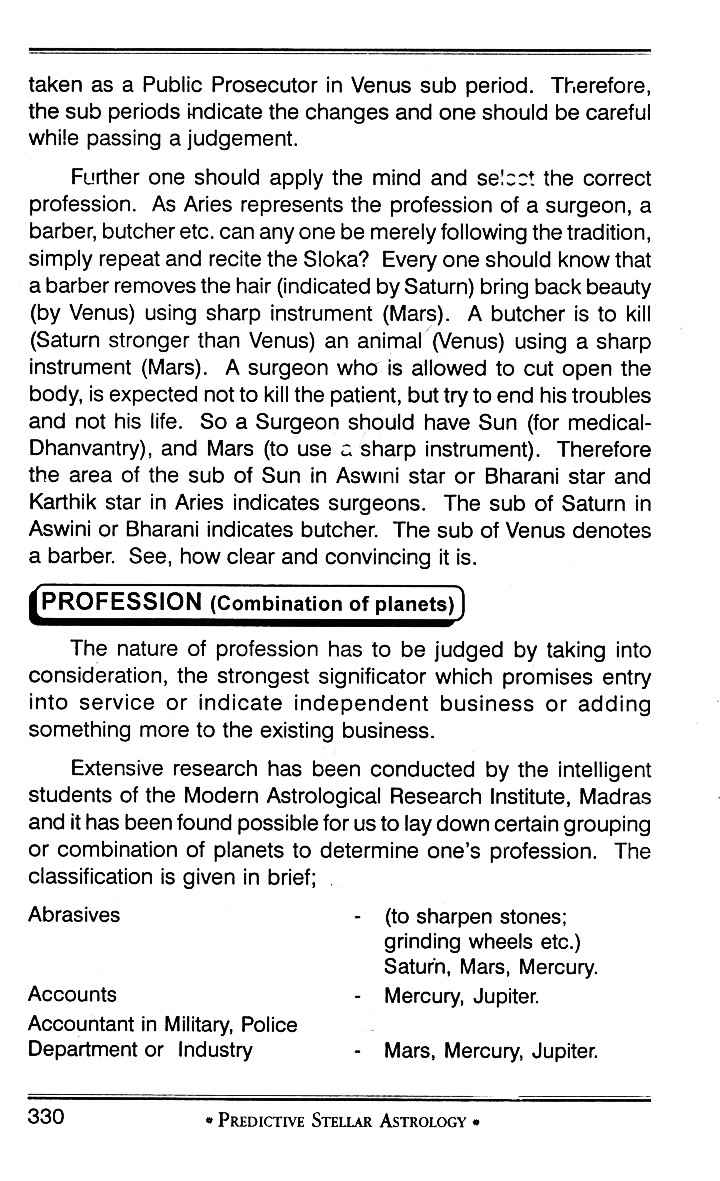 taken as a Public Prosecutor in Venus sub period. Therefore,
the sub periods indicate the changes and one should be careful
while passing a judgement.
Further one should apply the mind and select the correct
profession. As Aries represents the profession of a surgeon, a
barber, butcher etc. can any one be merely following the tradition,
simply repeat and recite the Sloka? Every one should know that
a barber removes the hair (indicated by Saturn) bring back beauty
(by Venus) using sharp instrument (Mars). A butcher is to kill
(Saturn stronger than Venus) an animal (Venus) using a sharp
instrument (Mars). A surgeon who is allowed to cut open the
body, is expected not to kill the patient, but try to end his troubles
and not his life. So a Surgeon should have Sun (for medical-
Dhanvantry), and Mars (to use a sharp instrument). Therefore
the area of the sub of Sun in Aswini star or Bharani star and
Karthik star in Aries indicates surgeons. The sub of Saturn in
Aswini or Bharani indicates butcher. The sub of Venus denotes
a barber. See, how clear and convincing it is.
PROFESSION (Combination of planets)
The nature of profession has to be judged by taking into
consideration, the strongest significator which promises entry
into service or indicate independent business or adding
something more to the existing business.
Extensive research has been conducted by the intelligent
students of the Modern Astrological Research Institute, Madras
and it has been found possible for us to lay down certain grouping
or combination of planets to determine one's profession. The
classification is given in brief;
Abrasives - (to sharpen stones;
grinding wheels etc.)
Saturn, Mars, Mercury.
Accounts - Mercury, Jupiter.
Accountant in Military, Police
Department or Industry - Mars, Mercury, Jupiter.
330 • PREDICTIVE STELLAR ASTROLOGY •